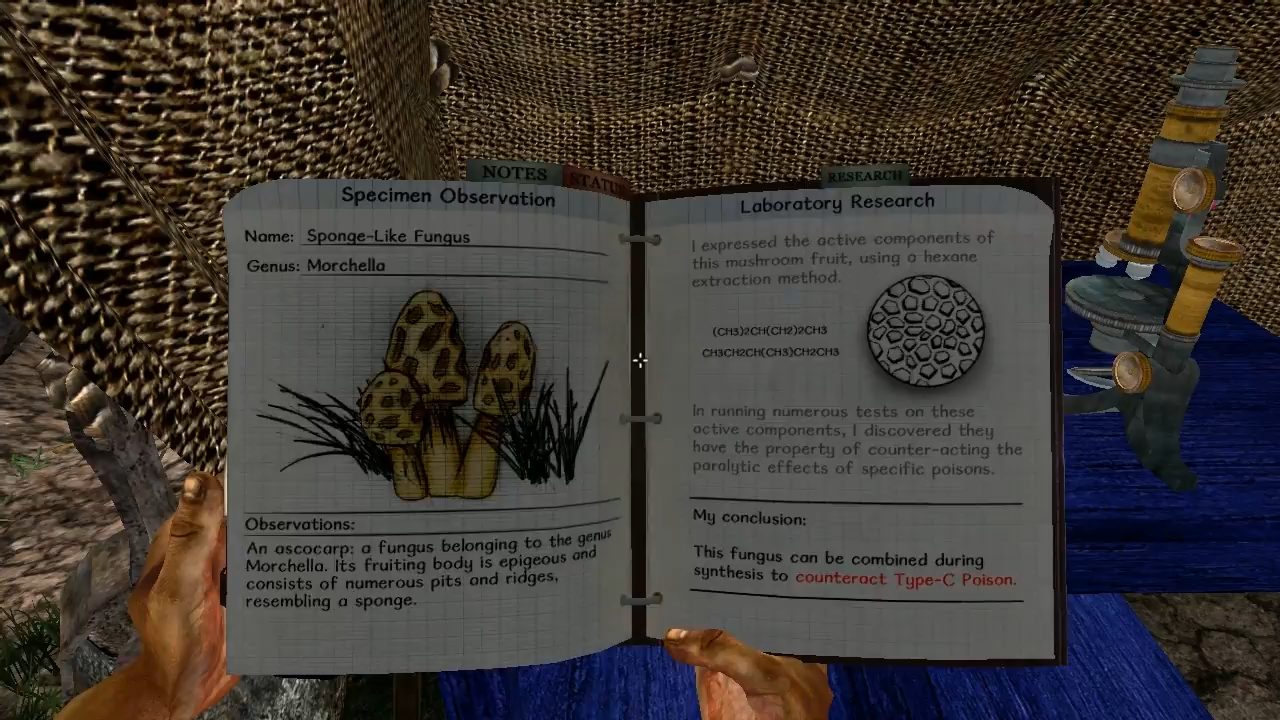 NOTES
STATUS
RESEARCH
Specimen Observation
Name: Sponge-Like Fungus
Genus: Morchella
Observations:
An ascocarp: a fungus belonging to the genus
Morchella. Its fruiting body is epigeous and
consists of numerous pits and ridges,
resembling a sponge.
Laboratory Research
I expressed the active components of
this mushroom fruit, using a hexane
extraction method.
(CH3)2CH(CH2)2CH3
CH3CH2CH(CH3)CH2CH3
In running numerous tests on these
active components, I discovered they
have the property of counter-acting the
paralytic effects of specific poisons.
My conclusion:
This fungus can be combined during
synthesis to counteract Type-C Poison.